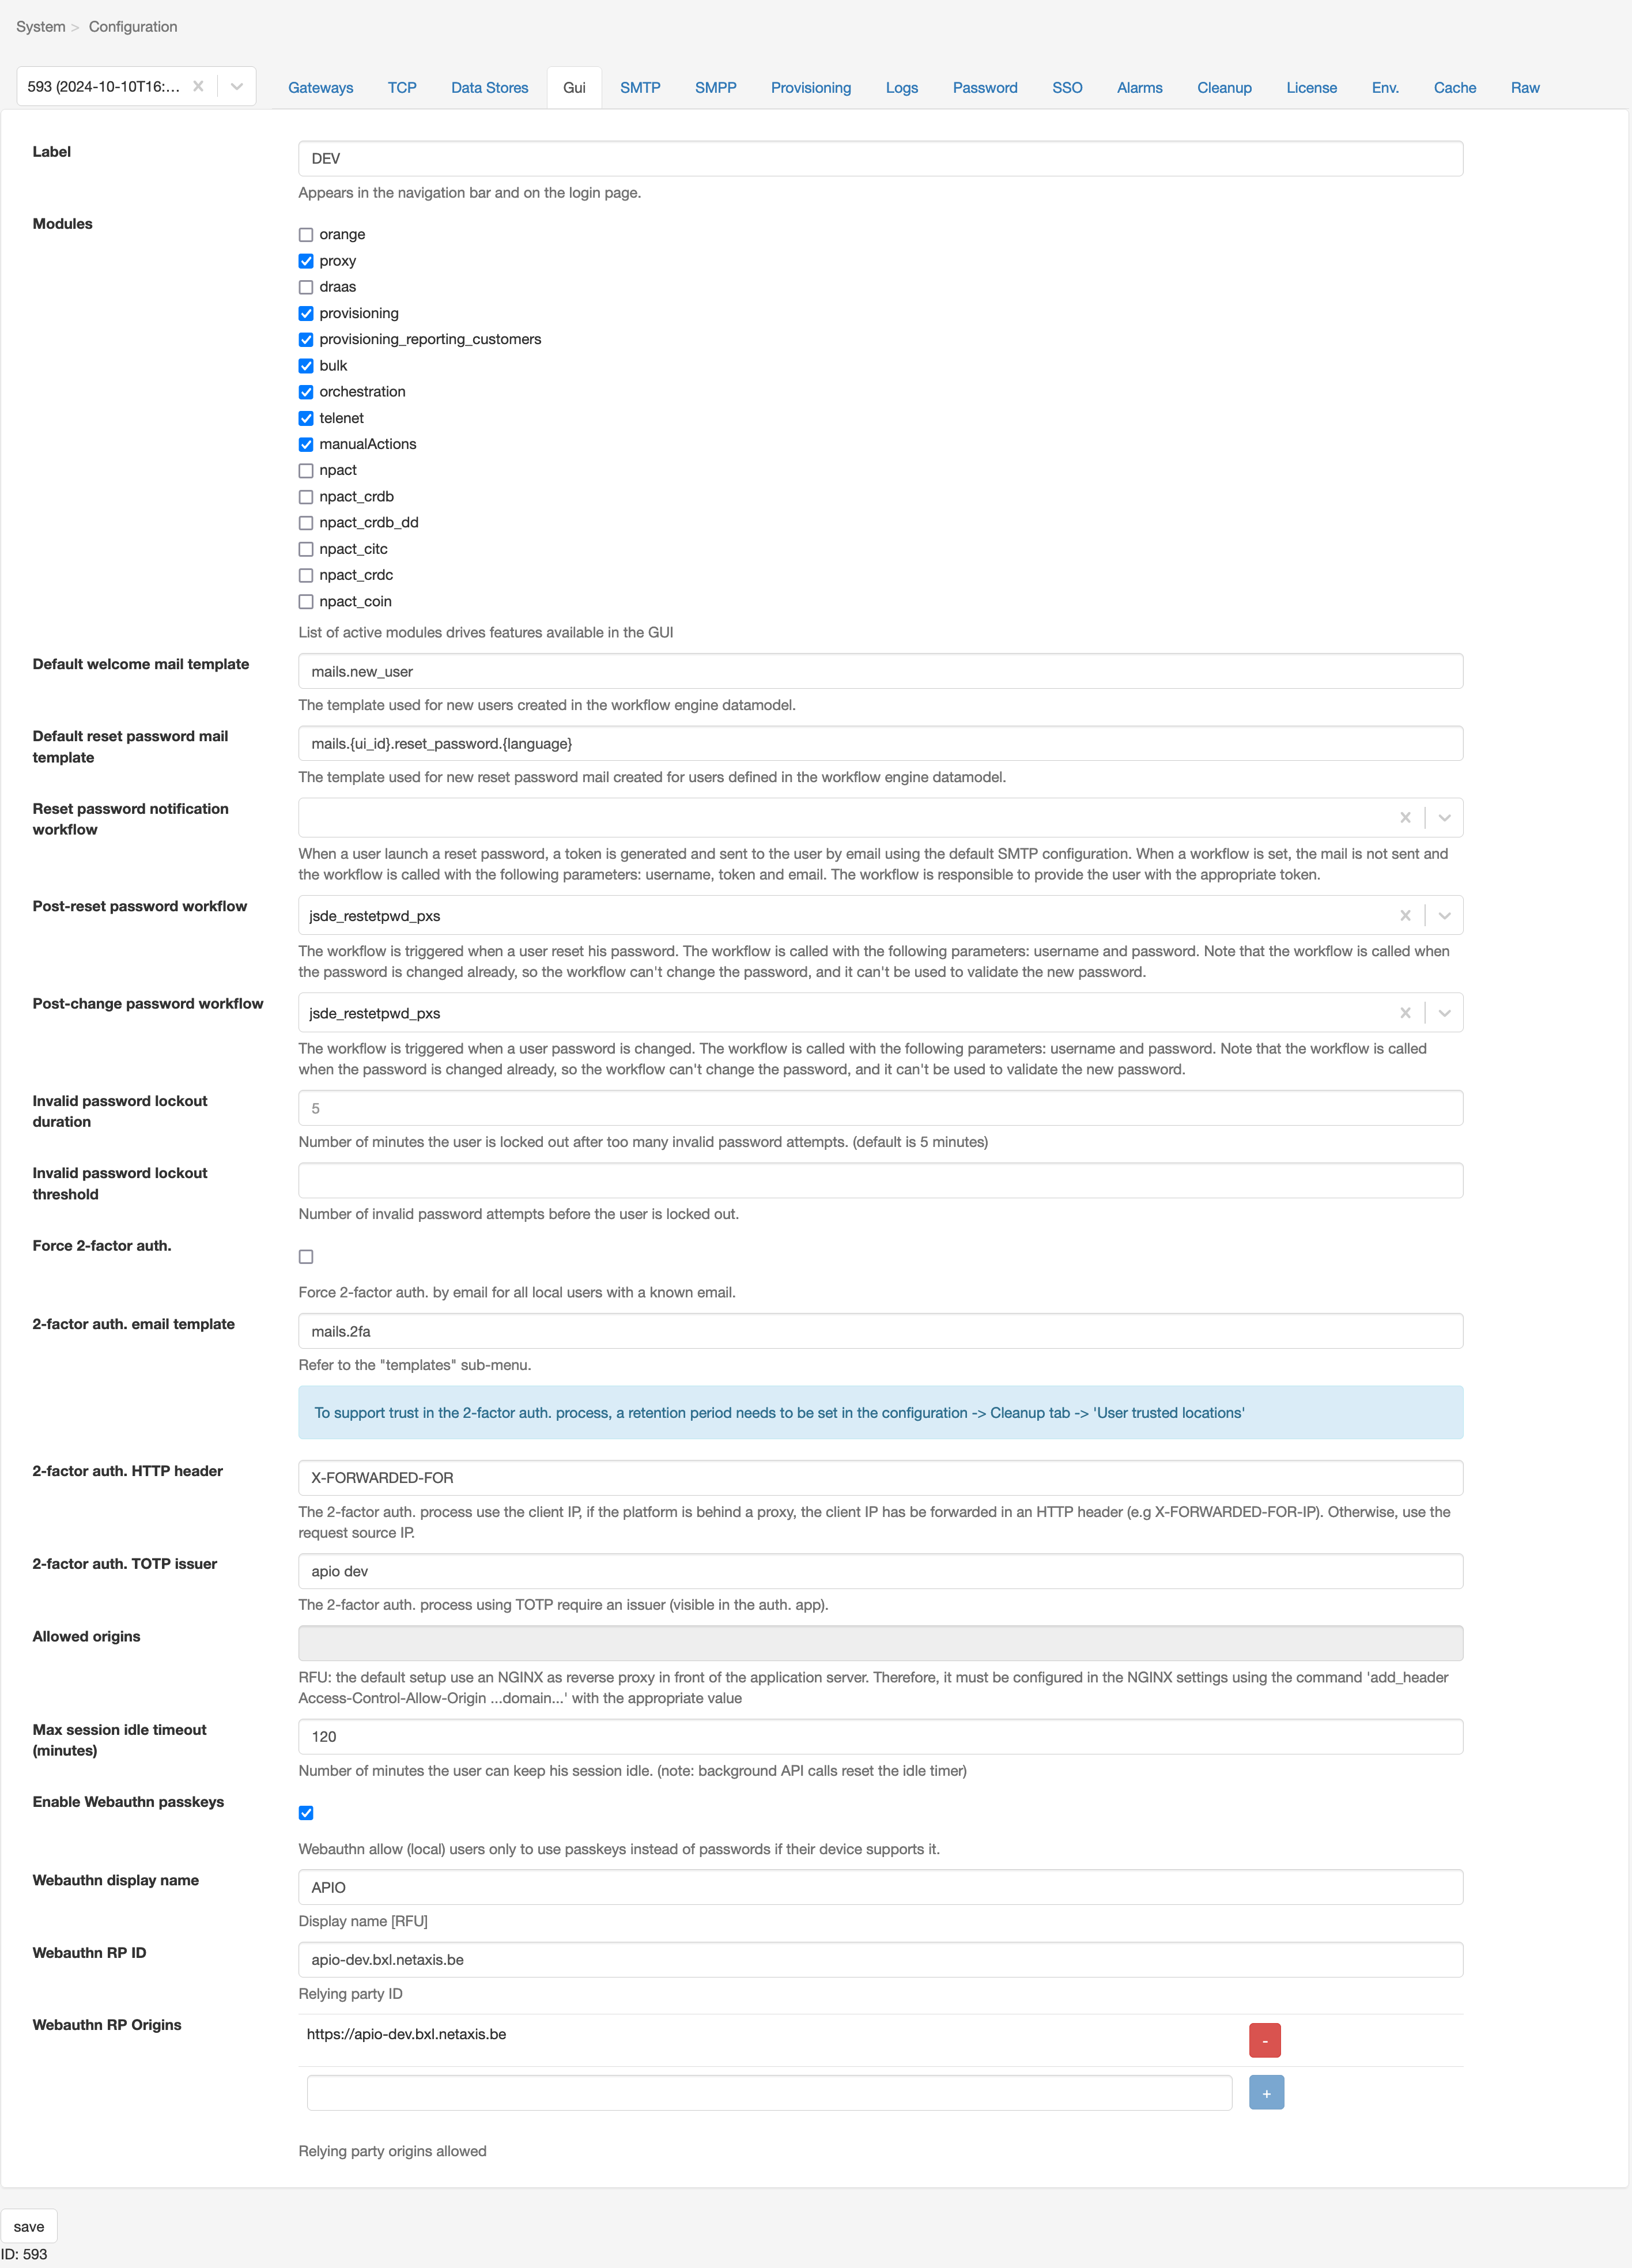 System > Configuration
593 (2024-10-10T16:...
Gateways TCP Data Stores Gui SMTP SMPP Provisioning Logs Password SSO Alarms Cleanup License Env. Cache Raw
Label
DEV
Appears in the navigation bar and on the login page.
Modules
orange
proxy
draas
provisioning
provisioning_reporting_customers
bulk
orchestration
telenet
manualActions
npact
npact_crdb
npact_crdb_dd
npact_citc
npact_crdc
npact_coin
List of active modules drives features available in the GUI
Default welcome mail template
mails.new_user
The template used for new users created in the workflow engine datamodel.
Default reset password mail
template
mails.{ui_id}.reset_password.{language}
The template used for new reset password mail created for users defined in the workflow engine datamodel.
Reset password notification
workflow
When a user launch a reset password, a token is generated and sent to the user by email using the default SMTP configuration. When a workflow is set, the mail is not sent and
the workflow is called with the following parameters: username, token and email. The workflow is responsible to provide the user with the appropriate token.
Post-reset password workflow
jsde_restetpwd_pxs
The workflow is triggered when a user reset his password. The workflow is called with the following parameters: username and password. Note that the workflow is called when
the password is changed already, so the workflow can't change the password, and it can't be used to validate the new password.
Post-change password workflow
jsde_restetpwd_pxs
The workflow is triggered when a user password is changed. The workflow is called with the following parameters: username and password. Note that the workflow is called
when the password is changed already, so the workflow can't change the password, and it can't be used to validate the new password.
Invalid password lockout
duration
5
Number of minutes the user is locked out after too many invalid password attempts. (default is 5 minutes)
Invalid password lockout
threshold
Number of invalid password attempts before the user is locked out.
Force 2-factor auth.
Force 2-factor auth. by email for all local users with a known email.
2-factor auth. email template
mails.2fa
Refer to the "templates" sub-menu.
To support trust in the 2-factor auth. process, a retention period needs to be set in the configuration -> Cleanup tab -> 'User trusted locations'
2-factor auth. HTTP header
X-FORWARDED-FOR
The 2-factor auth. process use the client IP, if the platform is behind a proxy, the client IP has be forwarded in an HTTP header (e.g X-FORWARDED-FOR-IP). Otherwise, use the
request source IP.
2-factor auth. TOTP issuer
apio dev
The 2-factor auth. process using TOTP require an issuer (visible in the auth. app).
Allowed origins
RFU: the default setup use an NGINX as reverse proxy in front of the application server. Therefore, it must be configured in the NGINX settings using the command 'add_header
Access-Control-Allow-Origin ...domain...' with the appropriate value
Max session idle timeout
(minutes)
120
Number of minutes the user can keep his session idle. (note: background API calls reset the idle timer)
Enable Webauthn passkeys
Webauthn allow (local) users only to use passkeys instead of passwords if their device supports it.
Webauthn display name
APIO
Display name [RFU]
Webauthn RP ID
apio-dev.bxl.netaxis.be
Relying party ID
Webauthn RP Origins
https://apio-dev.bxl.netaxis.be
-
+
Relying party origins allowed
save
ID: 593